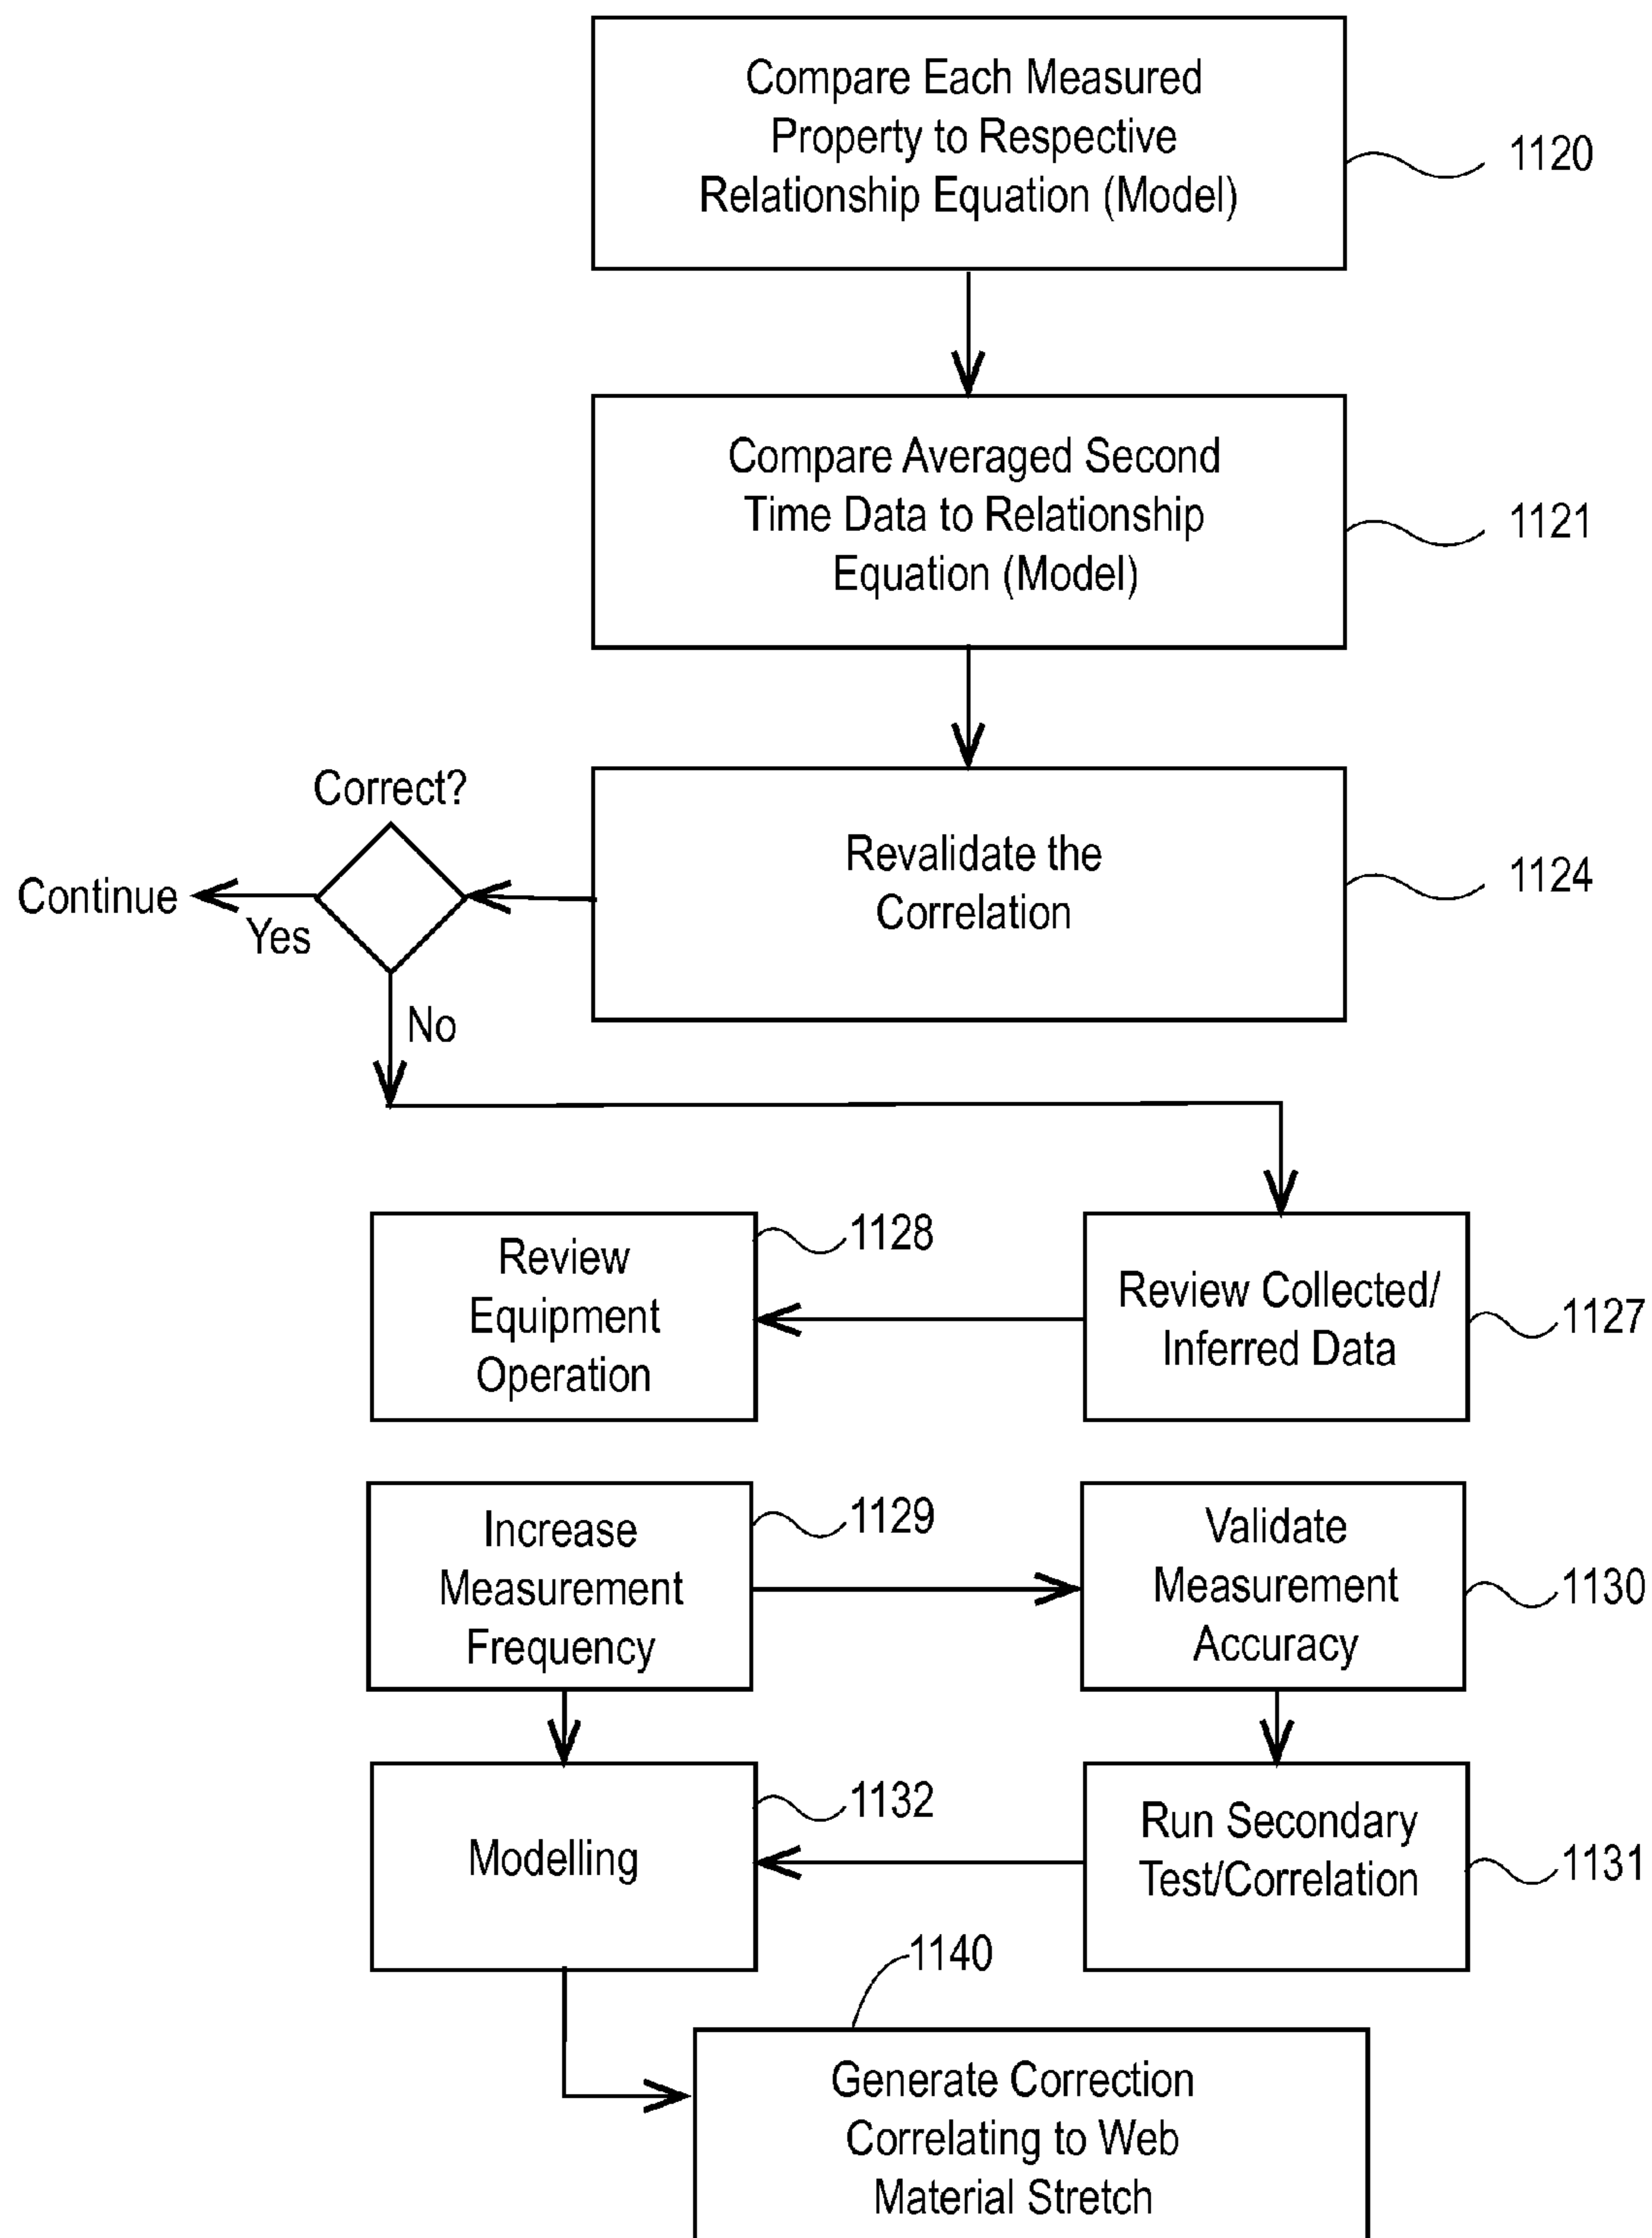 Compare Each Measured
Property to Respective
Relationship Equation (Model)
1120
Compare Averaged Second
Time Data to Relationship
Equation (Model)
1121
Correct?
Revalidate the
Correlation
1124
Continue
Yes
No
Review
Equipment
Operation
1128
Review Collected/
Inferred Data
1127
Increase
Measurement
Frequency
1129
Validate
Measurement
Accuracy
1130
Modelling
1132
Run Secondary
Test/Correlation
1131
1140
Generate Correction
Correlating to Web
Material Stretch